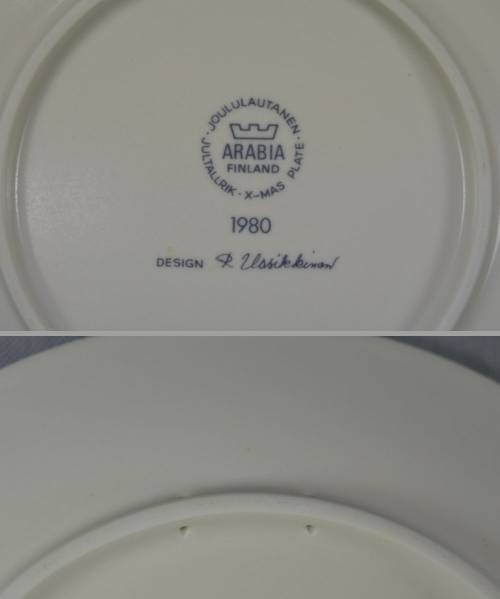 JOULULAUTANEN · X-MAS PLATE · JULTALLRIK ·
ARABIA
FINLAND
1980
DESIGN R. Uosikkinen